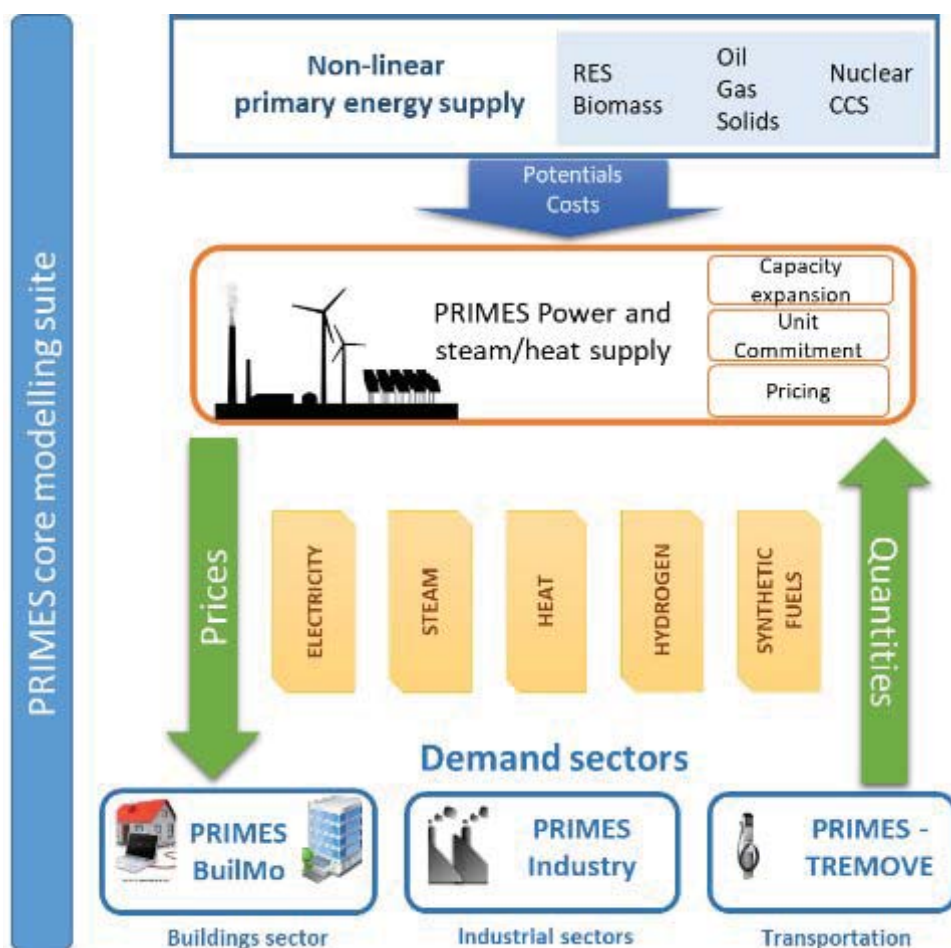 PRIMES core modelling suite
Non-linear
primary energy supply
RES
Biomass
Oil
Gas
Solids
Nuclear
CCS
Potentials
Costs
PRIMES Power and
steam/heat supply
Capacity
expansion
Unit
Commitment
Pricing
Prices
ELECTRICITY
STEAM
HEAT
HYDROGEN
SYNTHETIC
FUELS
Quantities
Demand sectors
PRIMES
BuilMo
PRIMES
Industry
PRIMES -
TREMOVE
Buildings sector
Industrial sectors
Transportation